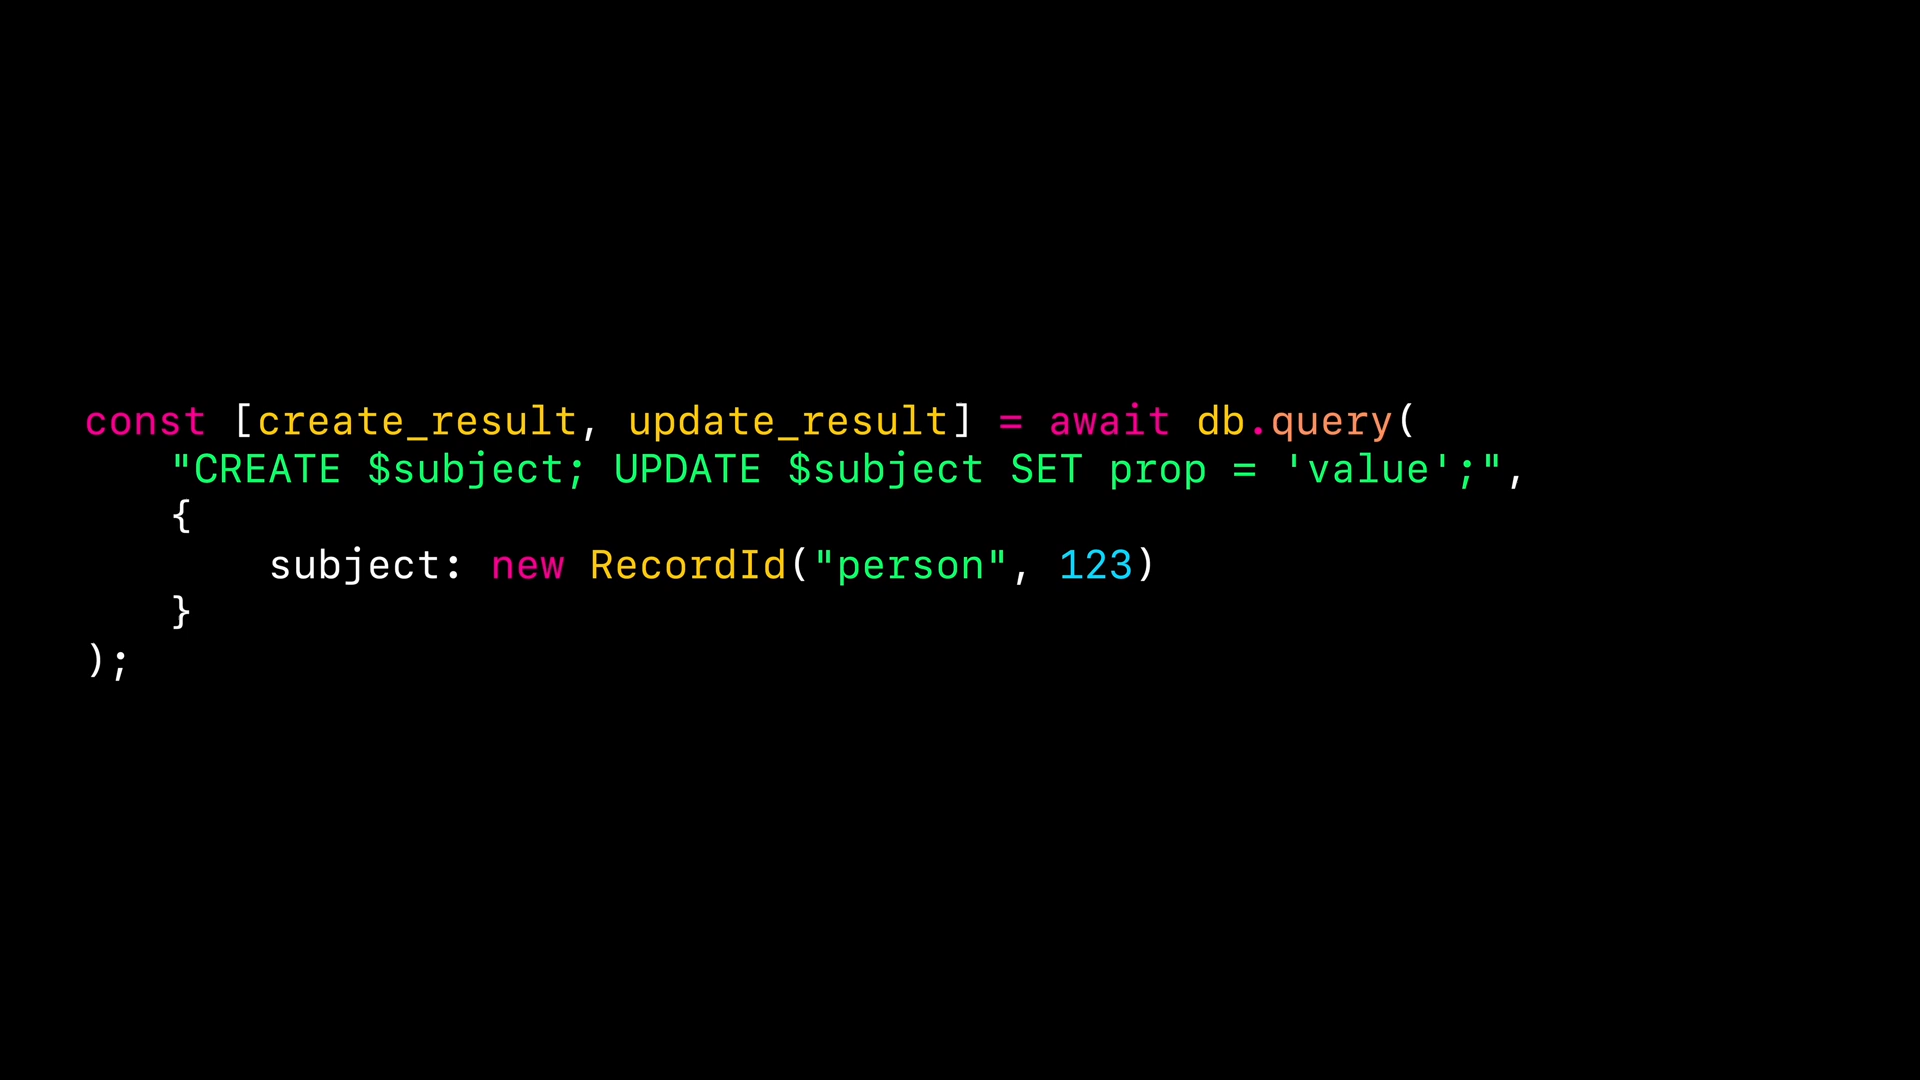 const [create_result, update_result] = await db.query(
"CREATE $subject; UPDATE $subject SET prop = 'value';",
{
subject: new RecordId("person", 123)
}
);